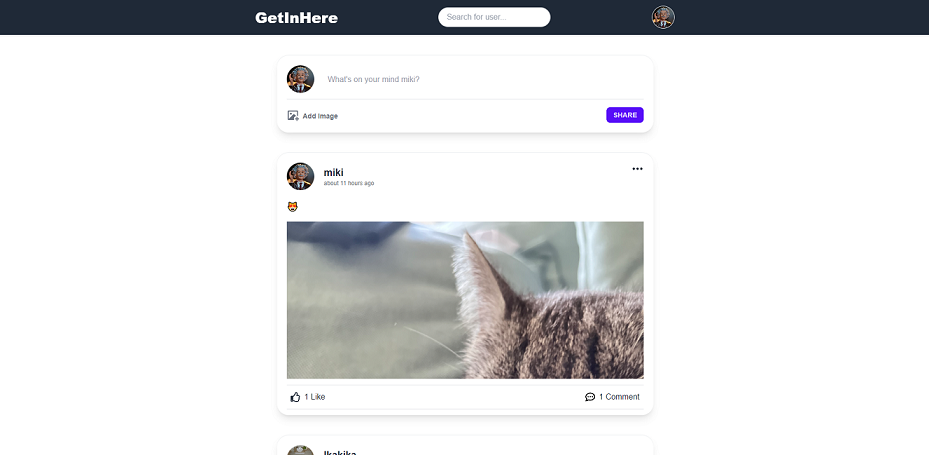 GetInHere
Search for user...
What's on your mind miki?
Add Image
SHARE
miki
about 11 hours ago
😻
1 Like
1 Comment
lkakika